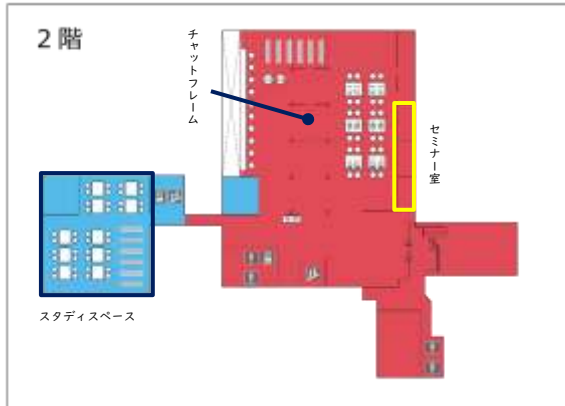 2階
チャットフレーム
セミナー室
スタディスペース